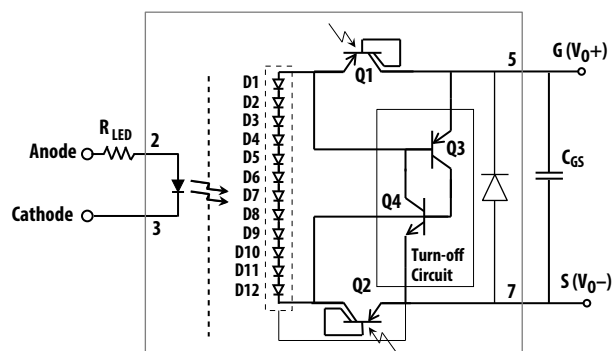 Q1
5
G (V0+)
D1
D2
D3
D4
D5
D6
D7
D8
D9
D10
D11
D12
RLED
2
Anode
Cathode
3
Q3
Q4
CGS
Turn-off
Circuit
Q2
7
S (V0–)